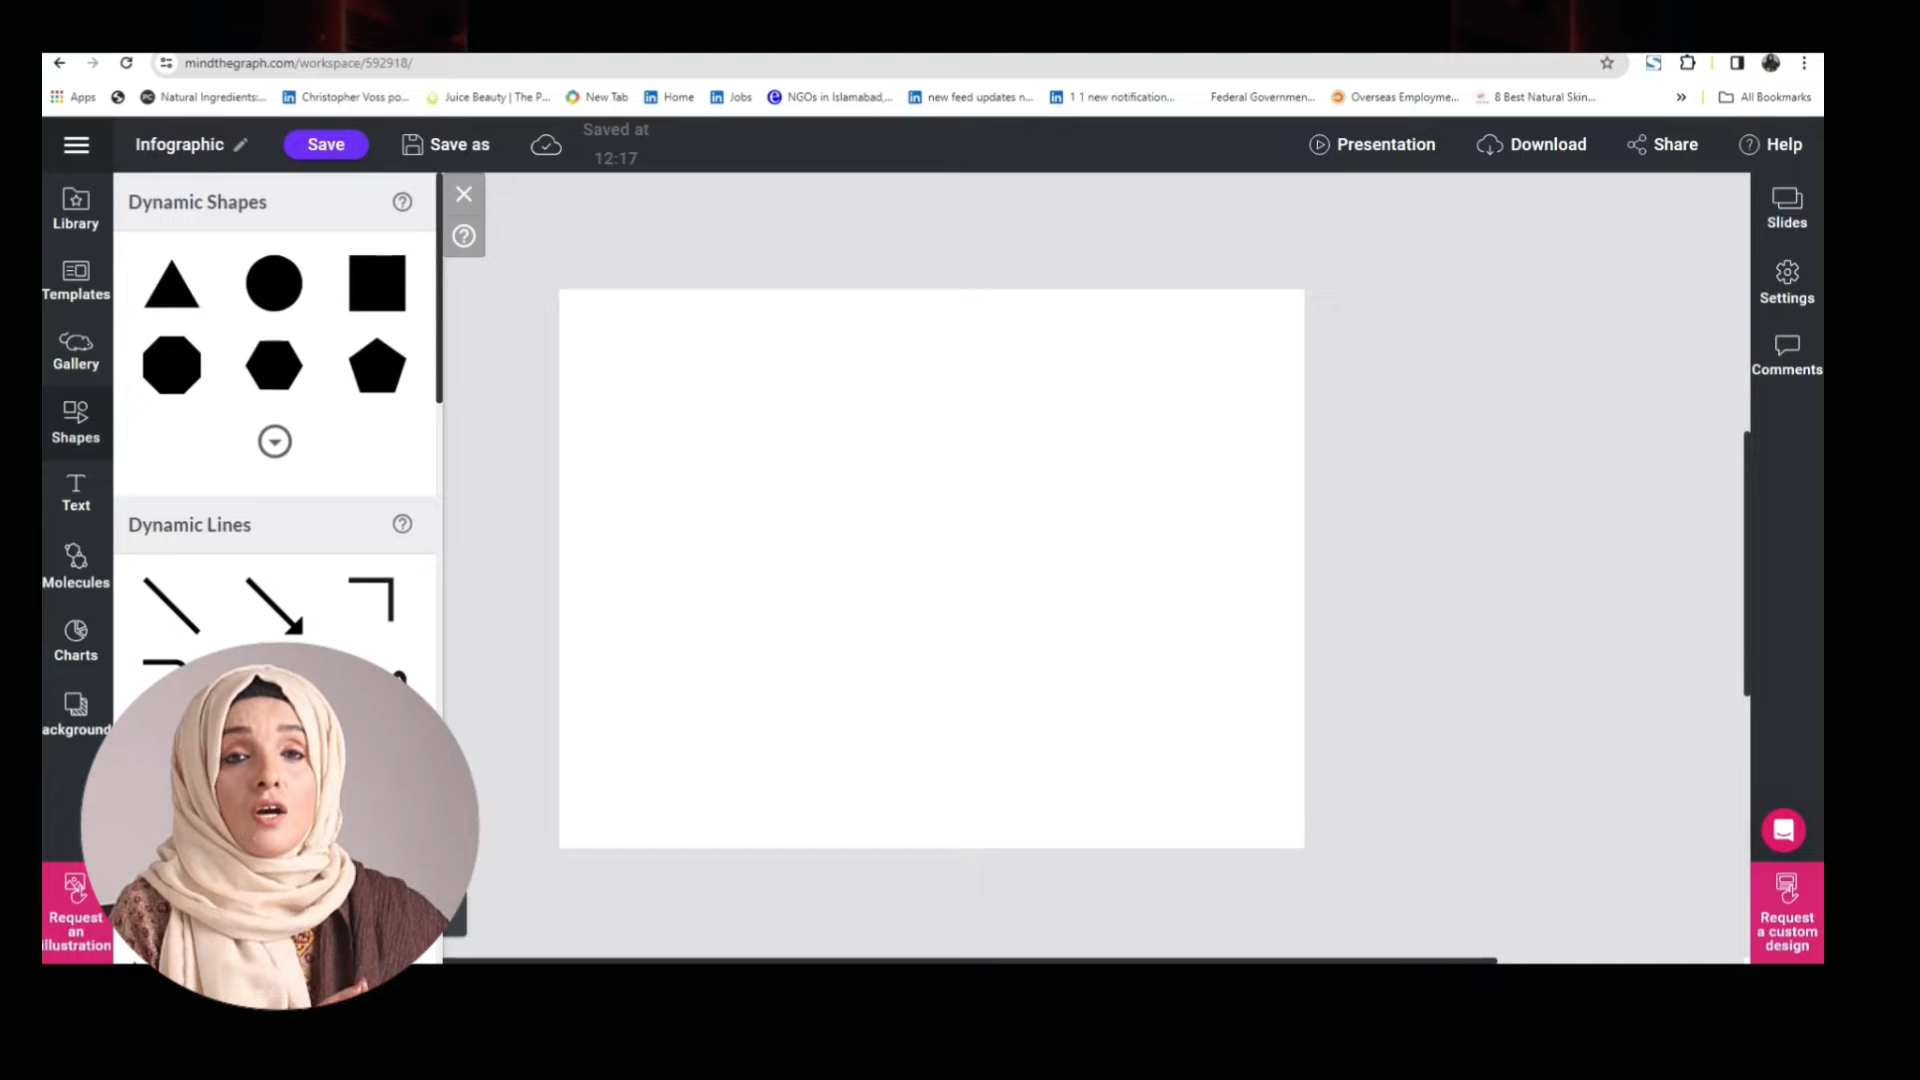 mindthegraph.com/workspace/592918/
Apps
Natural Ingredients:...
Christopher Voss po...
Juice Beauty | The P...
New Tab
Home
Jobs
NGOs in Islamabad,...
new feed updates n...
1 1 new notification...
Federal Governmen...
Overseas Employme...
8 Best Natural Skin...
»
All Bookmarks
Infographic
Save
Save as
Saved at
12:17
Presentation
Download
Share
Help
Library
Templates
Gallery
Shapes
Text
Molecules
Charts
ackground
Request
an
illustration
Dynamic Shapes
Dynamic Lines
Slides
Settings
Comments
Request
a custom
design